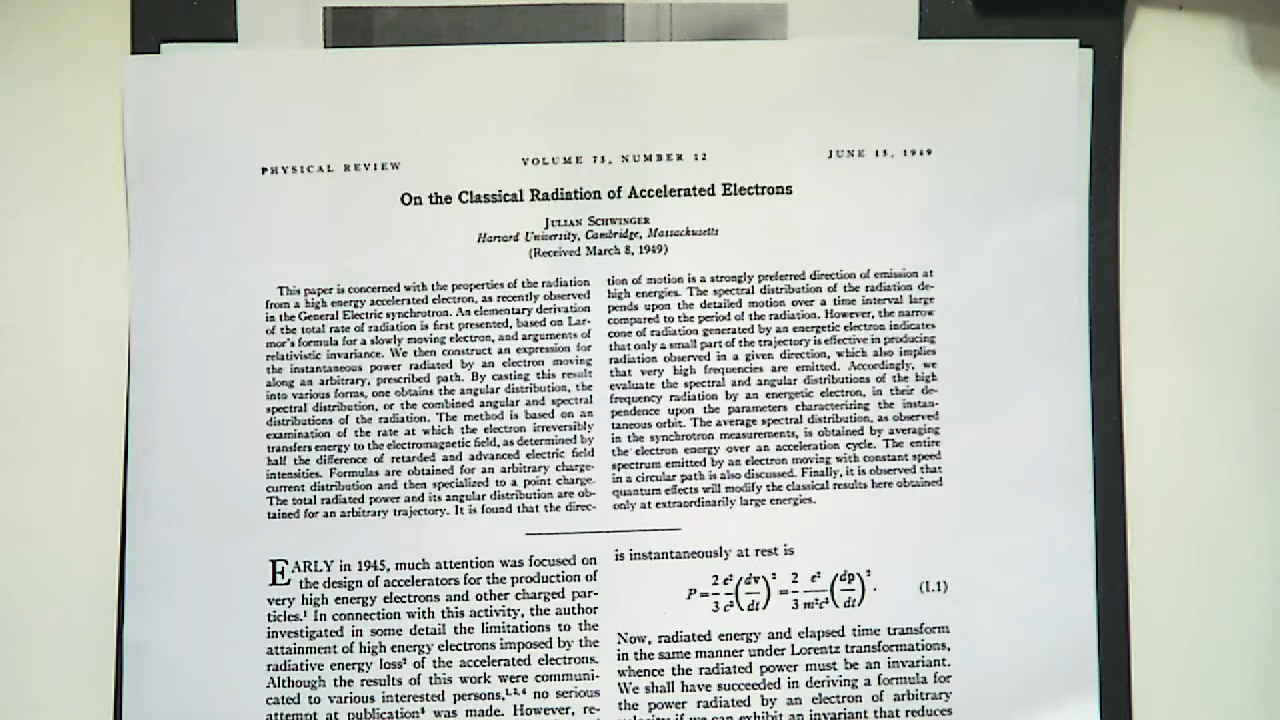 PHYSICAL REVIEW VOLUME 75, NUMBER 12 JUNE 15, 1949
On the Classical Radiation of Accelerated Electrons
JULIAN SCHWINGER
Harvard University, Cambridge, Massachusetts
(Received March 8, 1949)
This paper is concerned with the properties of the radiation
from a high energy accelerated electron, as recently observed
in the General Electric synchrotron. An elementary derivation
of the total rate of radiation is first presented, based on Lar-
mor's formula for a slowly moving electron, and arguments of
relativistic invariance. We then construct an expression for
the instantaneous power radiated by an electron moving
along an arbitrary, prescribed path. By casting this result
into various forms, one obtains the angular distribution, the
spectral distribution, or the combined angular and spectral
distributions of the radiation. The method is based on an
examination of the rate at which the electron irreversibly
transfers energy to the electromagnetic field, as determined by
half the difference of retarded and advanced electric field
intensities. Formulas are obtained for an arbitrary charge-
current distribution and then specialized to a point charge.
The total radiated power and its angular distribution are ob-
tained for an arbitrary trajectory. It is found that the direc-
tion of motion is a strongly preferred direction of emission at
high energies. The spectral distribution of the radiation de-
pends upon the detailed motion over a time interval large
compared to the period of the radiation. However, the narrow
cone of radiation generated by an energetic electron indicates
that only a small part of the trajectory is effective in producing
radiation observed in a given direction, which also implies
that very high frequencies are emitted. Accordingly, we
evaluate the spectral and angular distributions of the high
frequency radiation by an energetic electron, in their de-
pendence upon the parameters characterizing the instan-
taneous orbit. The average spectral distribution, as observed
in the synchrotron measurements, is obtained by averaging
the electron energy over an acceleration cycle. The entire
spectrum emitted by an electron moving with constant speed
in a circular path is also discussed. Finally, it is observed that
quantum effects will modify the classical results here obtained
only at extraordinarily large energies.
EARLY in 1945, much attention was focused on
the design of accelerators for the production of
very high energy electrons and other charged par-
ticles.¹ In connection with this activity, the author
investigated in some detail the limitations to the
attainment of high energy electrons imposed by the
radiative energy loss² of the accelerated electrons.
Although the results of this work were communi-
cated to various interested persons, no serious
attempt at publication was made. However, re-
is instantaneously at rest is
P = 2/3 e²/c³ (dv/dt)² = 2/3 e²/m²c³ (dp/dt)². (I.1)
Now, radiated energy and elapsed time transform
in the same manner under Lorentz transformations,
whence the radiated power must be an invariant.
We shall have succeeded in deriving a formula for
the power radiated by an electron of arbitrary
velocity if we can exhibit an invariant that reduces